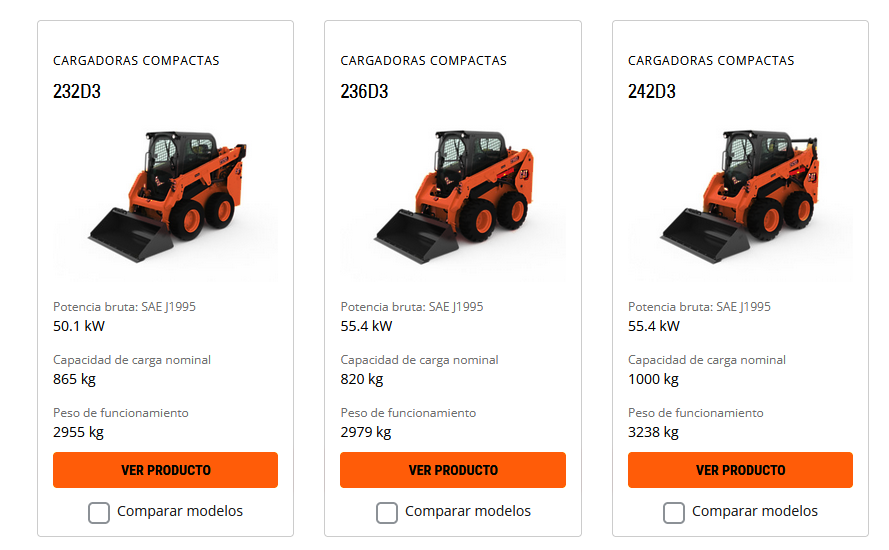 CARGADORAS COMPACTAS
232D3
Potencia bruta: SAE J1995
50.1 kW
Capacidad de carga nominal
865 kg
Peso de funcionamiento
2955 kg
VER PRODUCTO
Comparar modelos
CARGADORAS COMPACTAS
236D3
Potencia bruta: SAE J1995
55.4 kW
Capacidad de carga nominal
820 kg
Peso de funcionamiento
2979 kg
VER PRODUCTO
Comparar modelos
CARGADORAS COMPACTAS
242D3
Potencia bruta: SAE J1995
55.4 kW
Capacidad de carga nominal
1000 kg
Peso de funcionamiento
3238 kg
VER PRODUCTO
Comparar modelos